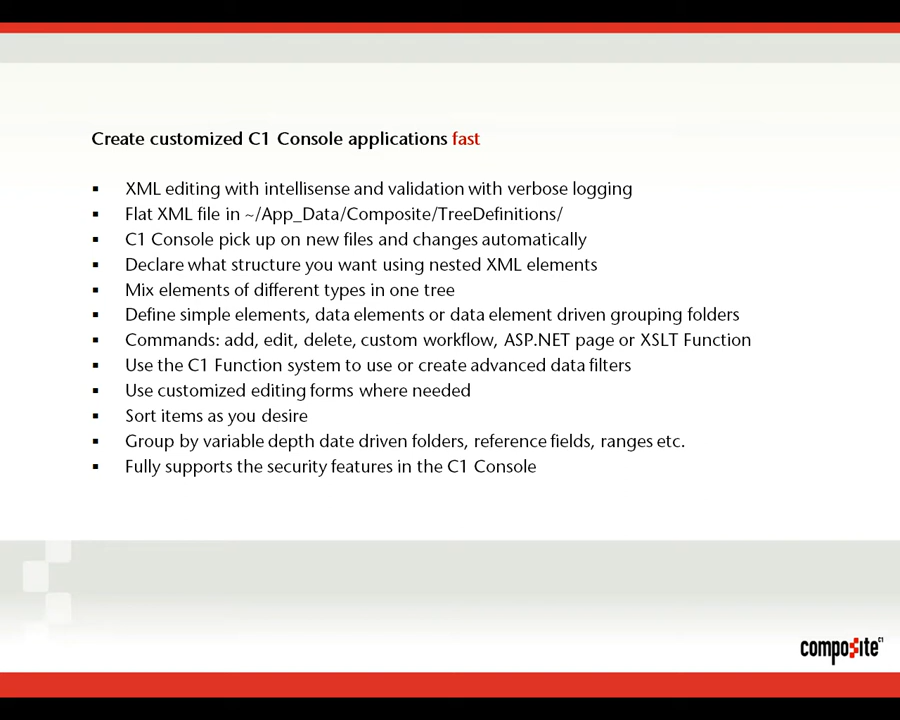 Create customized C1 Console applications fast
▪ XML editing with intellisense and validation with verbose logging
▪ Flat XML file in ~/App_Data/Composite/TreeDefinitions/
▪ C1 Console pick up on new files and changes automatically
▪ Declare what structure you want using nested XML elements
▪ Mix elements of different types in one tree
▪ Define simple elements, data elements or data element driven grouping folders
▪ Commands: add, edit, delete, custom workflow, ASP.NET page or XSLT Function
▪ Use the C1 Function system to use or create advanced data filters
▪ Use customized editing forms where needed
▪ Sort items as you desire
▪ Group by variable depth date driven folders, reference fields, ranges etc.
▪ Fully supports the security features in the C1 Console
composite C1